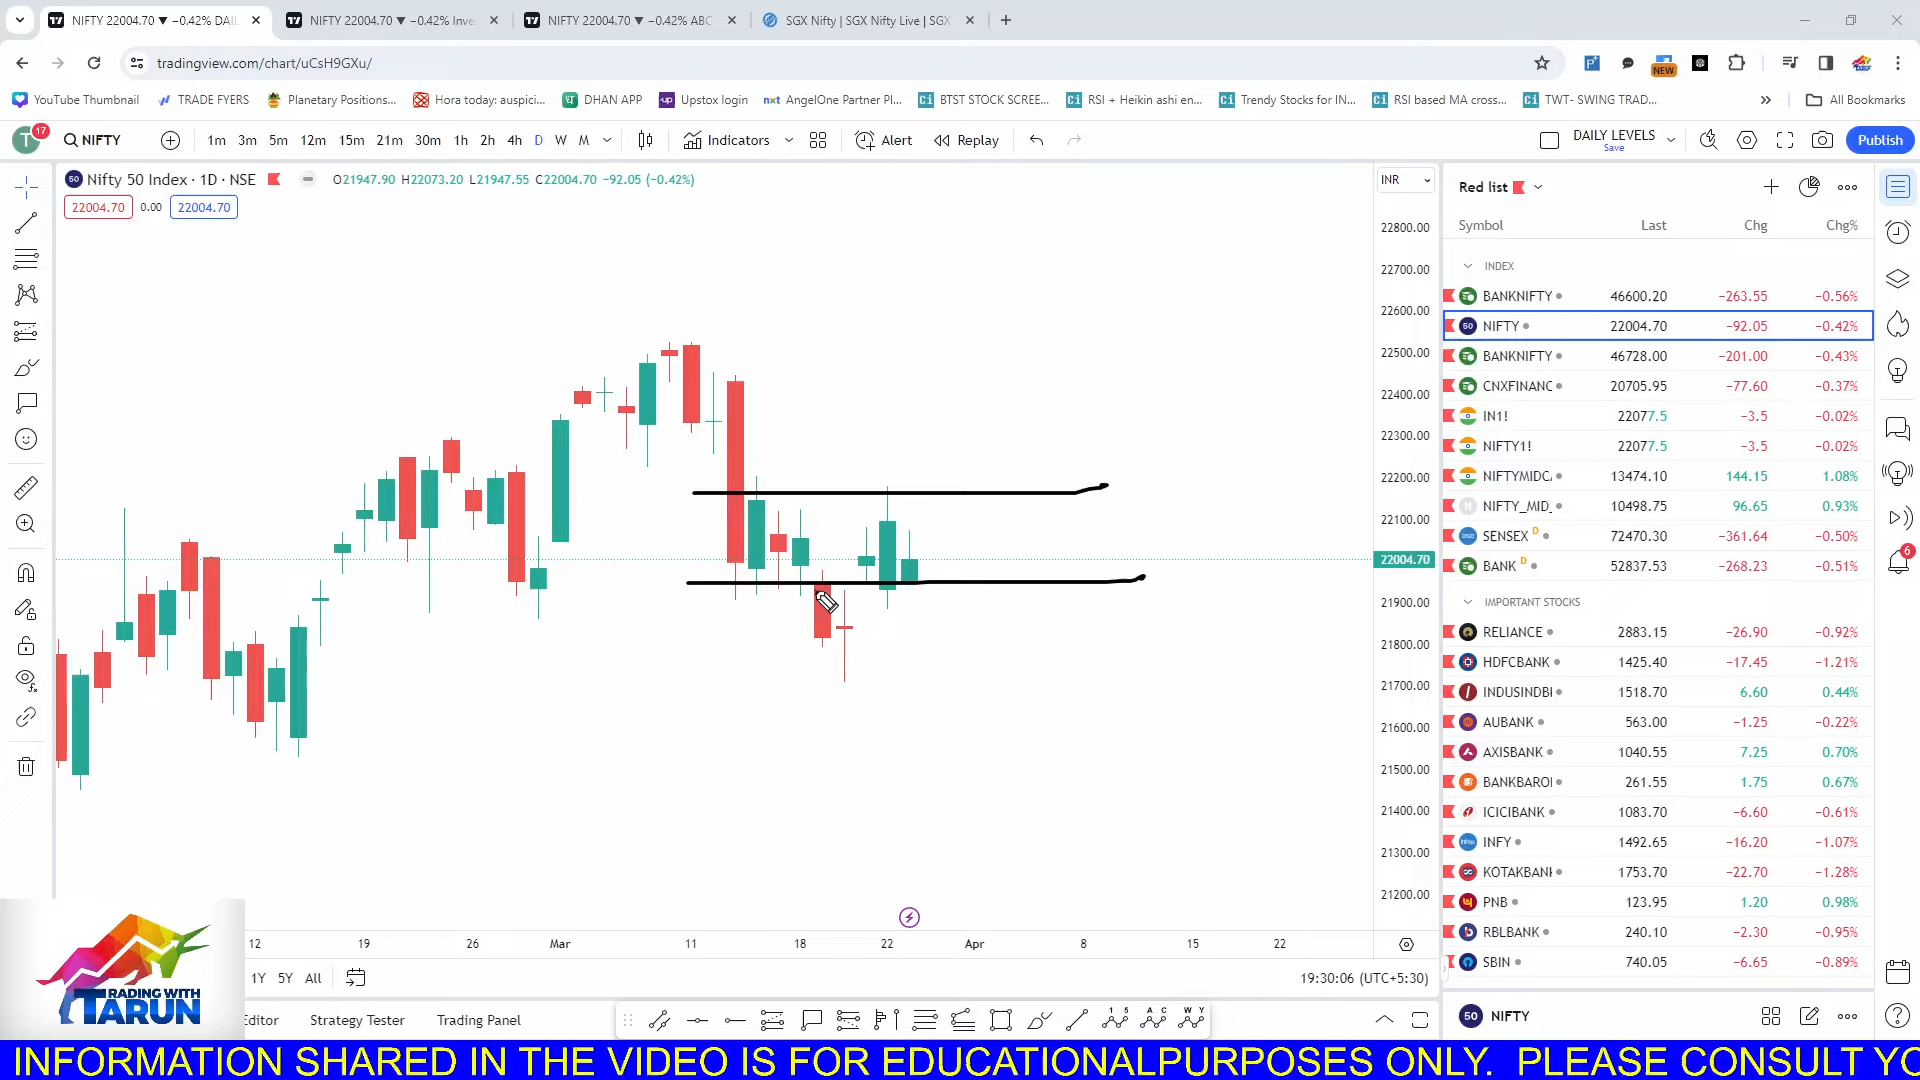 NIFTY 22004.70 ▼ −0.42% DAIL
NIFTY 22004.70 ▼ −0.42% Inve
NIFTY 22004.70 ▼ −0.42% ABC
SGX Nifty | SGX Nifty Live | SGX
tradingview.com/chart/uCsH9GXu/
NEW
YouTube Thumbnail
TRADE FYERS
Planetary Positions...
Hora today: auspici...
DHAN APP
Upstox login
AngelOne Partner Pl...
BTST STOCK SCREE...
RSI + Heikin ashi en...
Trendy Stocks for IN...
RSI based MA cross...
TWT- SWING TRAD...
All Bookmarks
T 17
NIFTY
1m 3m 5m 12m 15m 21m 30m 1h 2h 4h D W M
Indicators
Alert
Replay
DAILY LEVELS
Save
Publish
50 Nifty 50 Index · 1D · NSE
O21947.90 H22073.20 L21947.55 C22004.70 −92.05 (−0.42%)
22004.70 0.00 22004.70
INR
22800.00
22700.00
22600.00
22500.00
22400.00
22300.00
22200.00
22100.00
22004.70
21900.00
21800.00
21700.00
21600.00
21500.00
21400.00
21300.00
21200.00
12 19 26 Mar 11 18 22 Apr 8 15 22
1Y 5Y All
19:30:06 (UTC+5:30)
Editor
Strategy Tester
Trading Panel
Red list
Symbol Last Chg Chg%
INDEX
BANKNIFTY 46600.20 −263.55 −0.56%
50 NIFTY 22004.70 −92.05 −0.42%
BANKNIFTY 46728.00 −201.00 −0.43%
CNXFINANC 20705.95 −77.60 −0.37%
IN1! 22077.5 −3.5 −0.02%
NIFTY1! 22077.5 −3.5 −0.02%
NIFTYMIDC 13474.10 144.15 1.08%
NIFTY_MID_ 10498.75 96.65 0.93%
SENSEX D 72470.30 −361.64 −0.50%
BANK D 52837.53 −268.23 −0.51%
IMPORTANT STOCKS
RELIANCE 2883.15 −26.90 −0.92%
HDFCBANK 1425.40 −17.45 −1.21%
INDUSINDBI 1518.70 6.60 0.44%
AUBANK 563.00 −1.25 −0.22%
AXISBANK 1040.55 7.25 0.70%
BANKBAROI 261.55 1.75 0.67%
ICICIBANK 1083.70 −6.60 −0.61%
INFY 1492.65 −16.20 −1.07%
KOTAKBANK 1753.70 −22.70 −1.28%
PNB 123.95 1.20 0.98%
RBLBANK 240.10 −2.30 −0.95%
SBIN 740.05 −6.65 −0.89%
50 NIFTY
6
TRADING WITH
TARUN
INFORMATION SHARED IN THE VIDEO IS FOR EDUCATIONALPURPOSES ONLY. PLEASE CONSULT YO